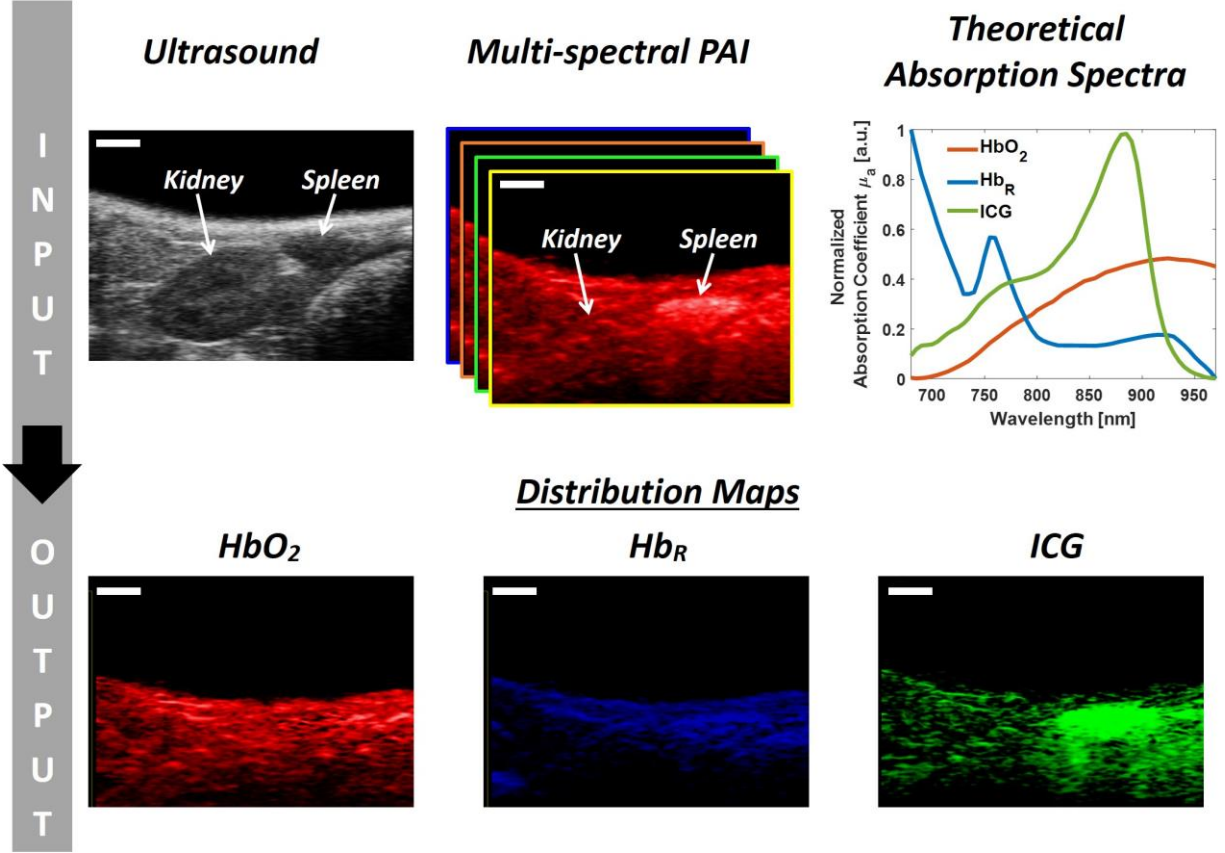 INPUT
Ultrasound
Kidney
Spleen
Multi-spectral PAI
Kidney
Spleen
Theoretical
Absorption Spectra
Normalized
Absorption Coefficient μa [a.u.]
1
0.8
0.6
0.4
0.2
0
HbO2
HbR
ICG
700 750 800 850 900 950
Wavelength [nm]
OUTPUT
Distribution Maps
HbO2
HbR
ICG